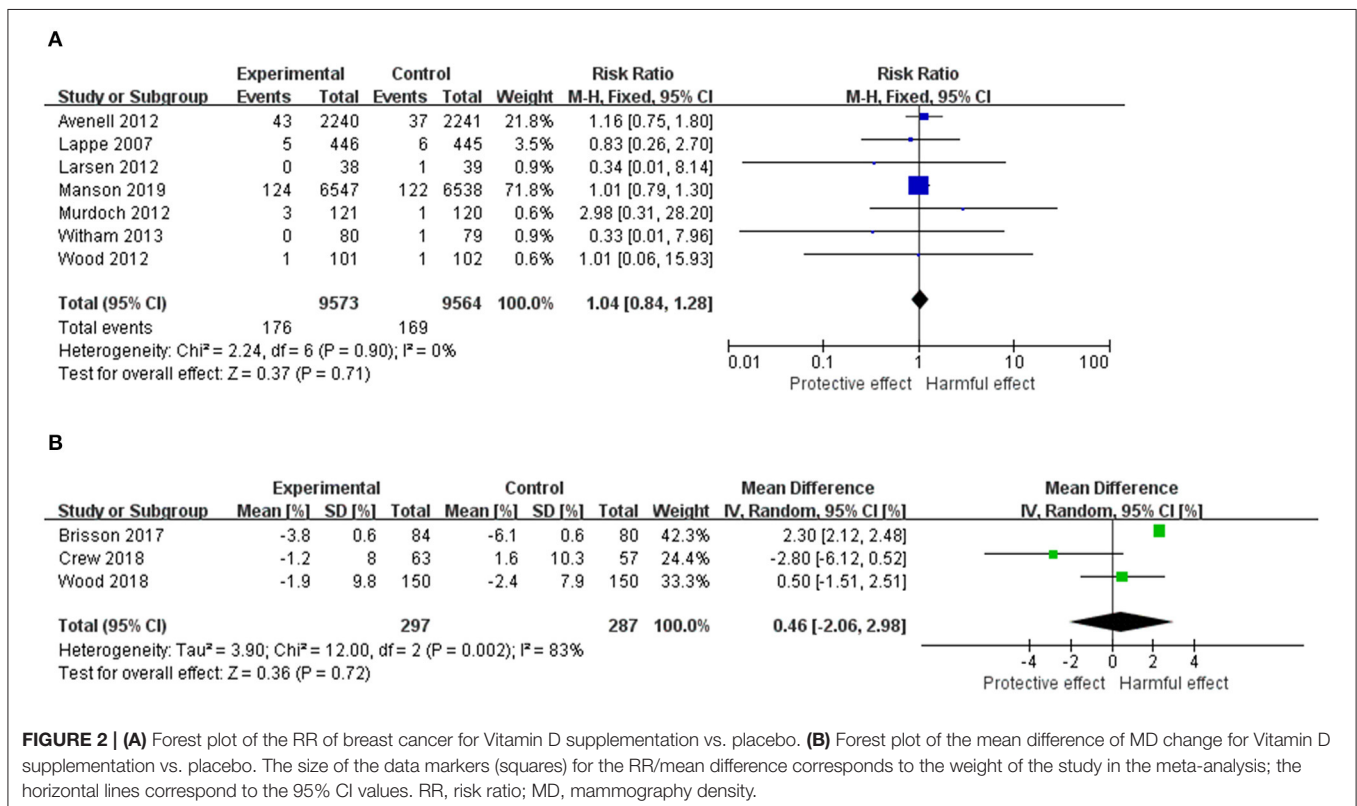 A
Experimental Control Risk Ratio Risk Ratio
Study or Subgroup Events Total Events Total Weight M-H, Fixed, 95% CI M-H, Fixed, 95% CI
Avenell 2012 43 2240 37 2241 21.8% 1.16 [0.75, 1.80]
Lappe 2007 5 446 6 445 3.5% 0.83 [0.26, 2.70]
Larsen 2012 0 38 1 39 0.9% 0.34 [0.01, 8.14]
Manson 2019 124 6547 122 6538 71.8% 1.01 [0.79, 1.30]
Murdoch 2012 3 121 1 120 0.6% 2.98 [0.31, 28.20]
Witham 2013 0 80 1 79 0.9% 0.33 [0.01, 7.96]
Wood 2012 1 101 1 102 0.6% 1.01 [0.06, 15.93]
Total (95% CI) 9573 9564 100.0% 1.04 [0.84, 1.28]
Total events 176 169
Heterogeneity: Chi² = 2.24, df = 6 (P = 0.90); I² = 0%
Test for overall effect: Z = 0.37 (P = 0.71)
0.01 0.1 1 10 100
Protective effect Harmful effect
B
Experimental Control Mean Difference Mean Difference
Study or Subgroup Mean [%] SD [%] Total Mean [%] SD [%] Total Weight IV, Random, 95% CI [%] IV, Random, 95% CI [%]
Brisson 2017 -3.8 0.6 84 -6.1 0.6 80 42.3% 2.30 [2.12, 2.48]
Crew 2018 -1.2 8 63 1.6 10.3 57 24.4% -2.80 [-6.12, 0.52]
Wood 2018 -1.9 9.8 150 -2.4 7.9 150 33.3% 0.50 [-1.51, 2.51]
Total (95% CI) 297 287 100.0% 0.46 [-2.06, 2.98]
Heterogeneity: Tau² = 3.90; Chi² = 12.00, df = 2 (P = 0.002); I² = 83%
Test for overall effect: Z = 0.36 (P = 0.72)
-4 -2 0 2 4
Protective effect Harmful effect
FIGURE 2 | (A) Forest plot of the RR of breast cancer for Vitamin D supplementation vs. placebo. (B) Forest plot of the mean difference of MD change for Vitamin D
supplementation vs. placebo. The size of the data markers (squares) for the RR/mean difference corresponds to the weight of the study in the meta-analysis; the
horizontal lines correspond to the 95% CI values. RR, risk ratio; MD, mammography density.